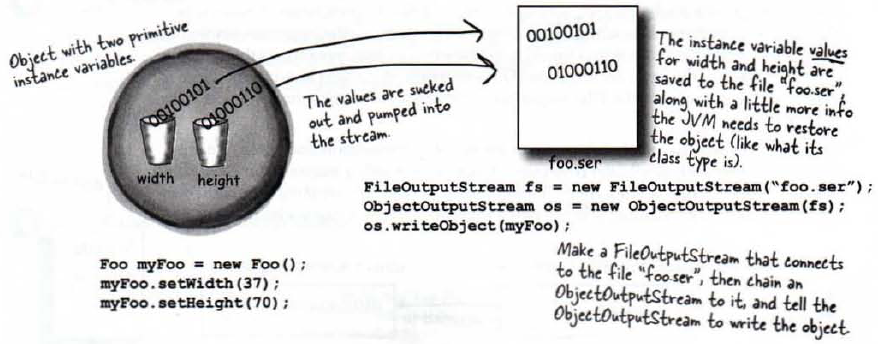 Object with two primitive
instance variables.
00100101
01000110
width height
The values are sucked
out and pumped into
the stream.
00100101
01000110
foo.ser
The instance variable values
for width and height are
saved to the file "foo.ser",
along with a little more info
the JVM needs to restore
the object (like what its
class type is).
Foo myFoo = new Foo();
myFoo.setWidth(37);
myFoo.setHeight(70);
FileOutputStream fs = new FileOutputStream("foo.ser");
ObjectOutputStream os = new ObjectOutputStream(fs);
os.writeObject(myFoo);
Make a FileOutputStream that connects
to the file "foo.ser", then chain an
ObjectOutputStream to it, and tell the
ObjectOutputStream to write the object.